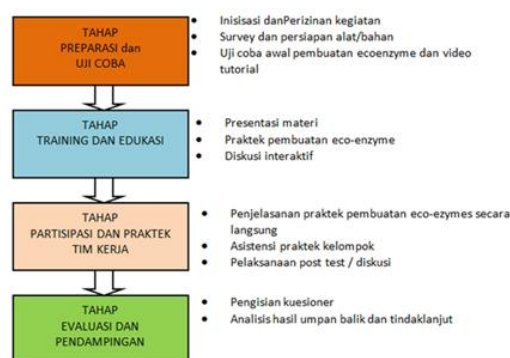 TAHAP
PREPARASI dan
UJI COBA
• Inisisasi danPerizinan kegiatan
• Survey dan persiapan alat/bahan
• Uji coba awal pembuatan ecoenzyme dan video
tutorial
TAHAP
TRAINING DAN EDUKASI
• Presentasi materi
• Praktek pembuatan eco-enzyme
• Diskusi interaktif
TAHAP
PARTISIPASI DAN PRAKTEK
TIM KERJA
• Penjelasanan praktek pembuatan eco-ezymes secara
langsung
• Asistensi praktek kelompok
• Pelaksanaan post test / diskusi
TAHAP
EVALUASI DAN
PENDAMPINGAN
• Pengisian kuesioner
• Analisis hasil umpan balik dan tindaklanjut